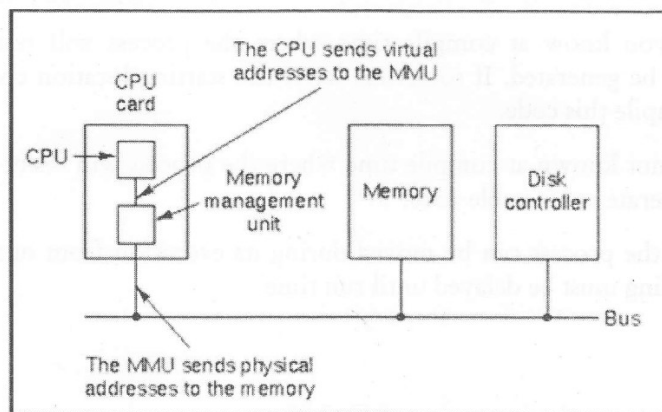 The CPU sends virtual
addresses to the MMU
CPU
card
CPU
Memory
management
unit
Memory
Disk
controller
Bus
The MMU sends physical
addresses to the memory